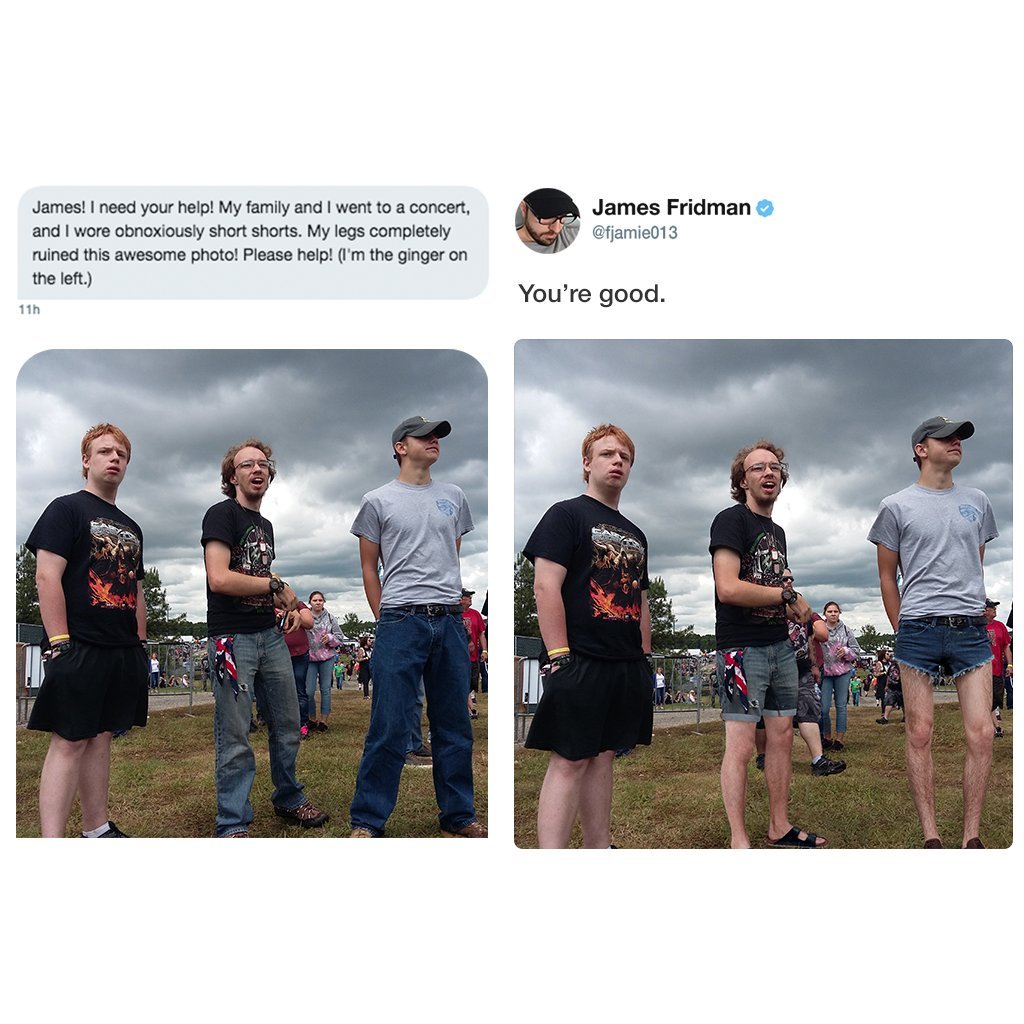 James! I need your help! My family and I went to a concert,
and I wore obnoxiously short shorts. My legs completely
ruined this awesome photo! Please help! (I'm the ginger on
the left.)
11h
James Fridman
@fjamie013
You’re good.